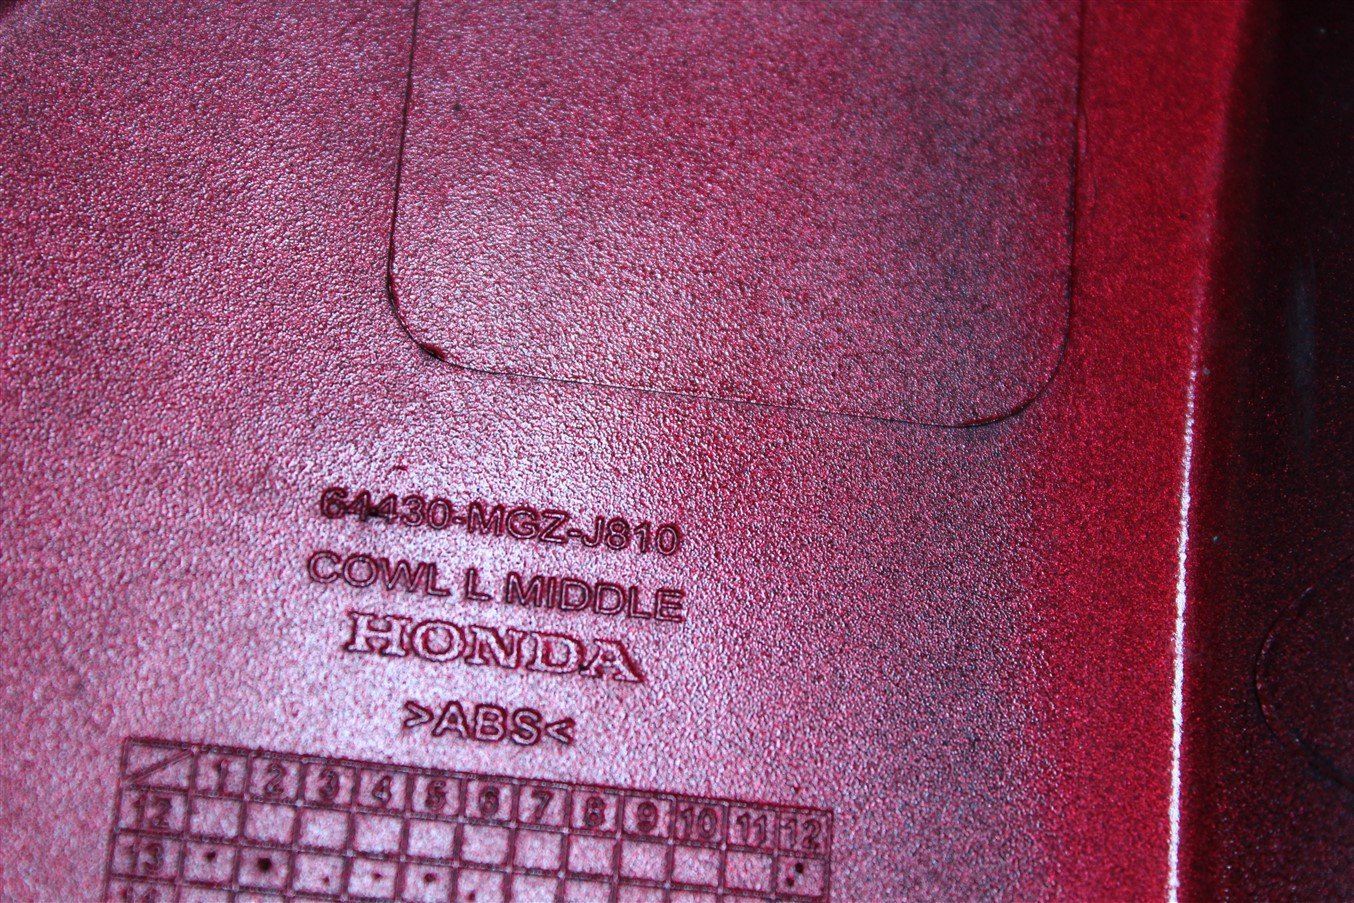 64430-MGZ-J810
COWL L MIDDLE
HONDA
>ABS<
1 2 3 4 5 6 7 8 9 10 11 12
12
13